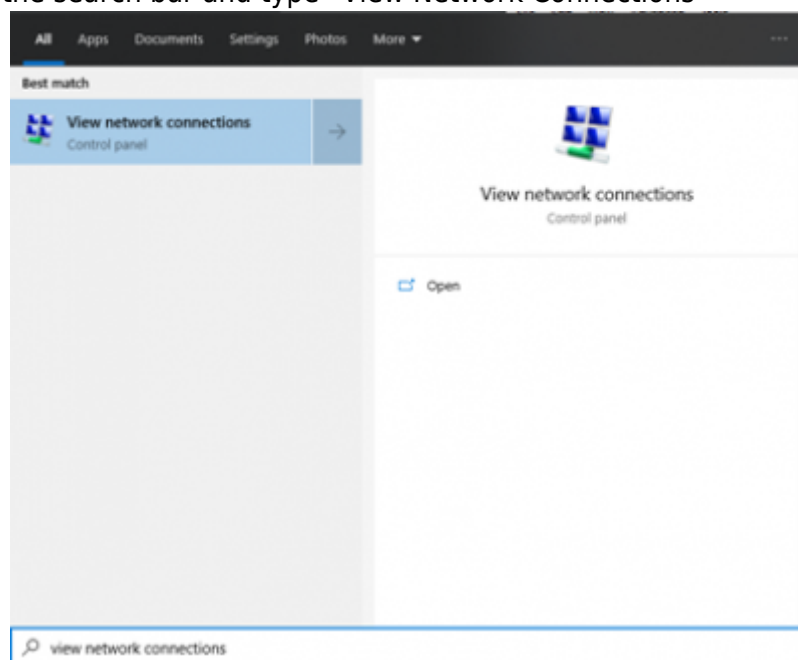 the search bar and type "View Network Connections"
All Apps Documents Settings Photos More
Best match
View network connections
Control panel
View network connections
Control panel
Open
view network connections